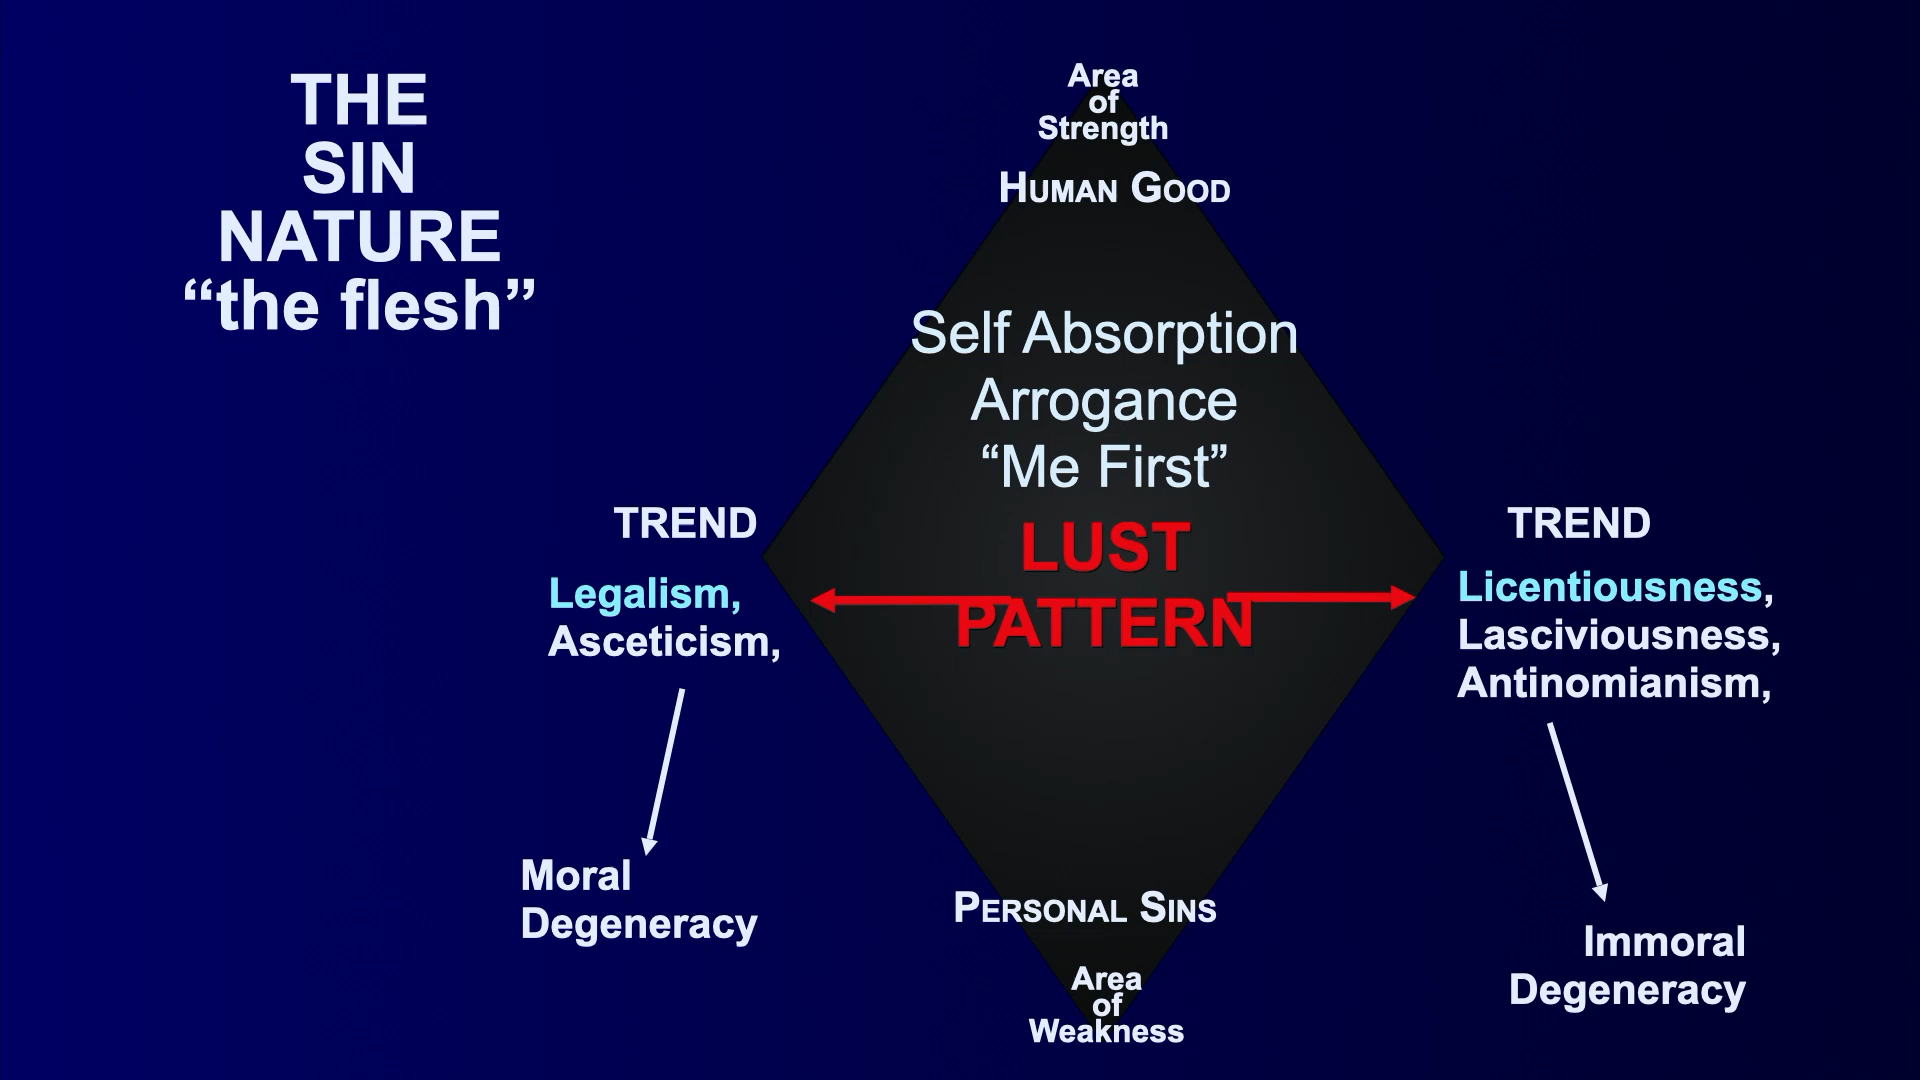 THE
SIN
NATURE
“the flesh”
Area
of
Strength
HUMAN GOOD
Self Absorption
Arrogance
“Me First”
LUST
PATTERN
TREND
Legalism,
Asceticism,
Moral
Degeneracy
TREND
Licentiousness,
Lasciviousness,
Antinomianism,
Immoral
Degeneracy
PERSONAL SINS
Area
of
Weakness